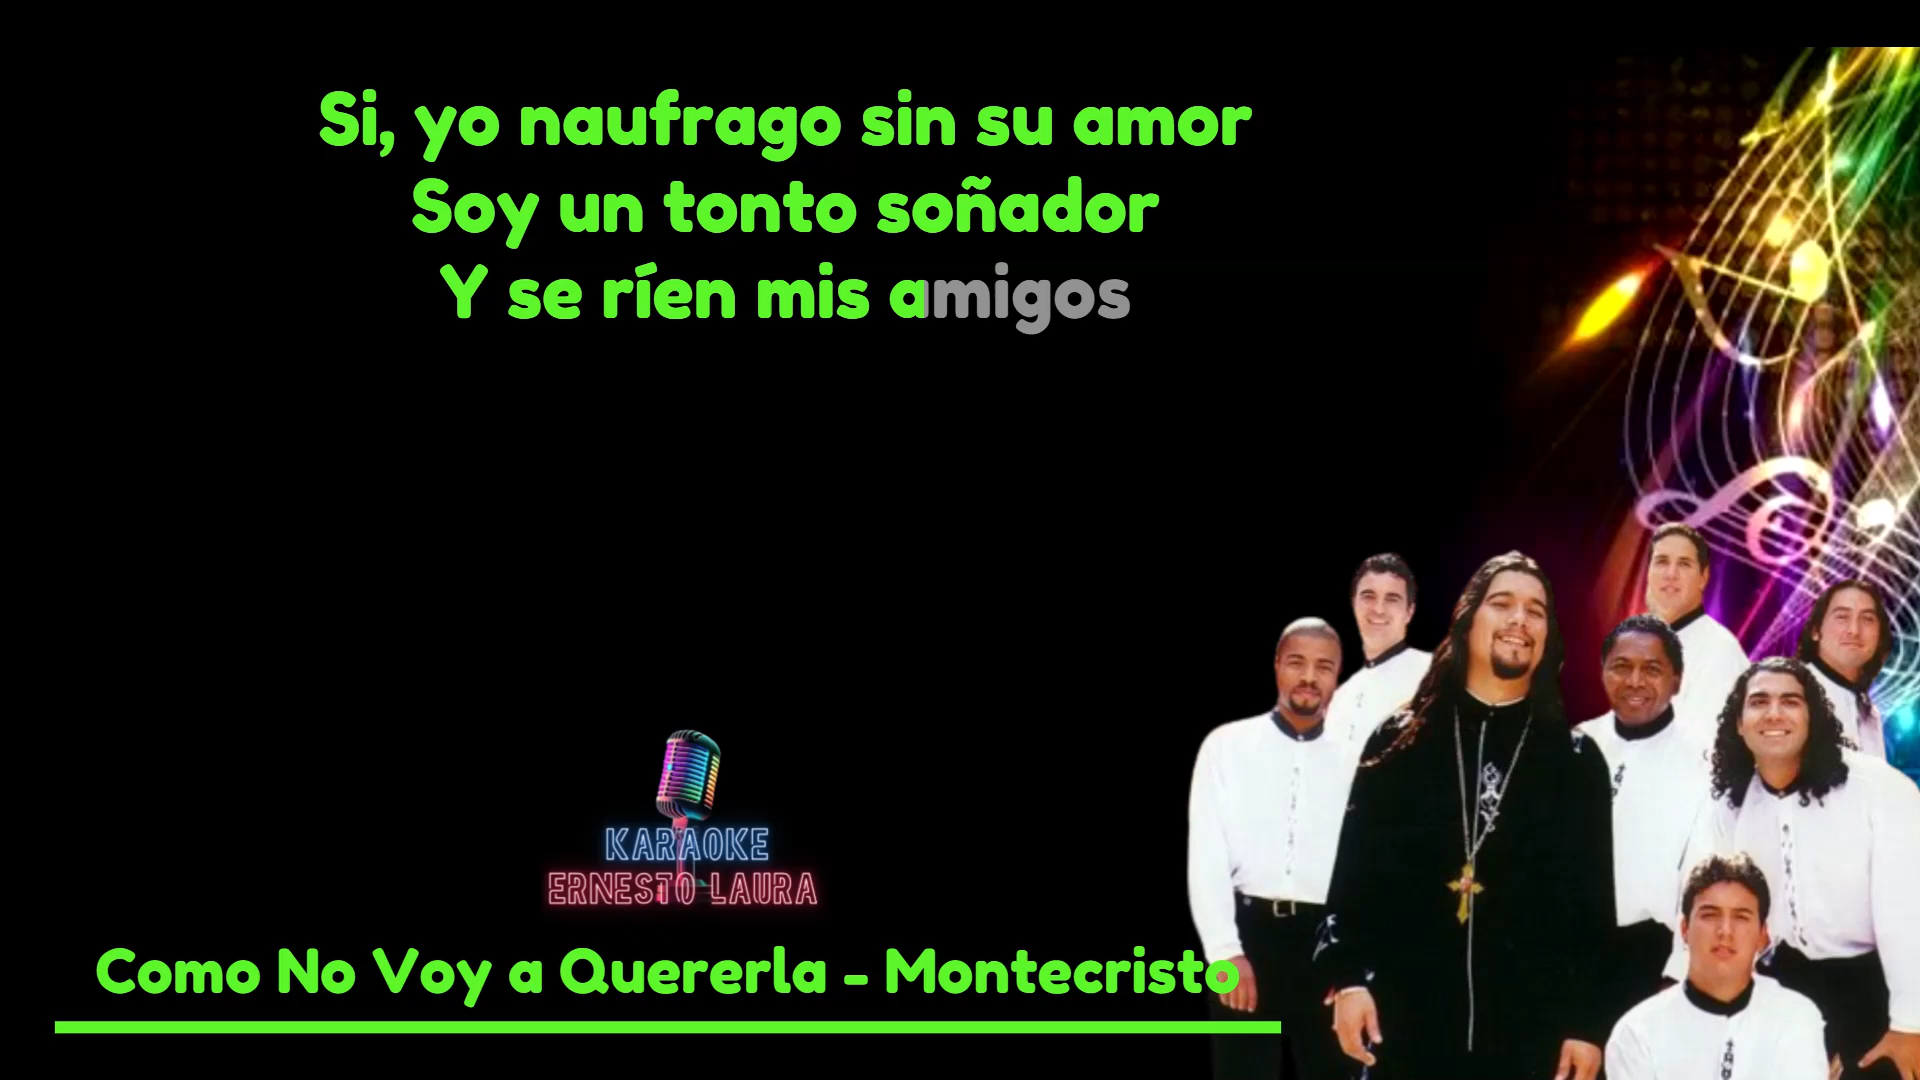 Si, yo naufrago sin su amor
Soy un tonto soñador
Y se ríen mis amigos
KARAOKE
ERNESTO LAURA
Como No Voy a Quererla - Montecristo